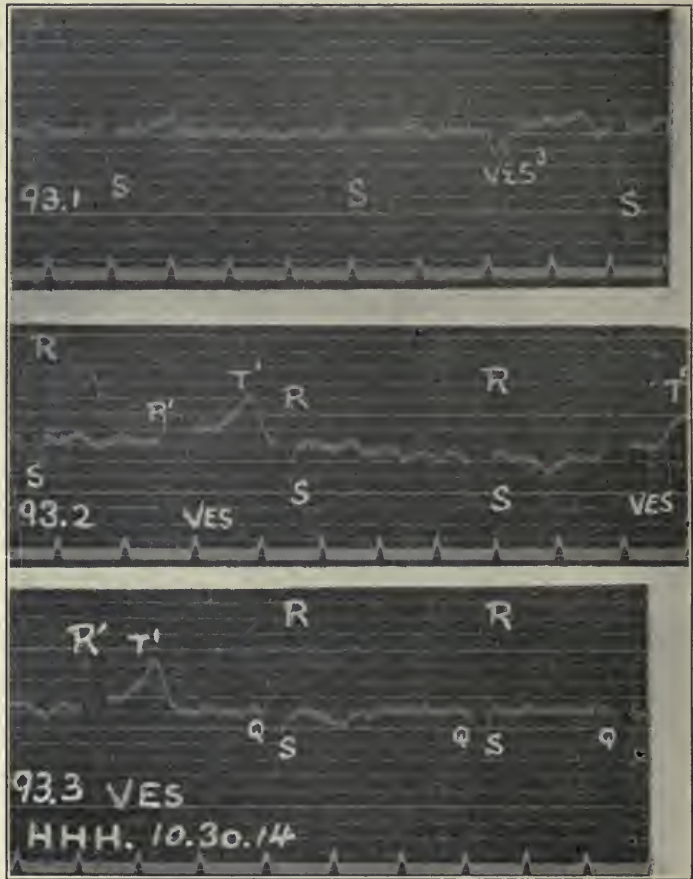 VES³
93.1 S S S
R R' T' R R T'
S S S
93.2 VES VES
R' T' R R
Q S Q S Q
93.3 VES
HHH. 10.30.14